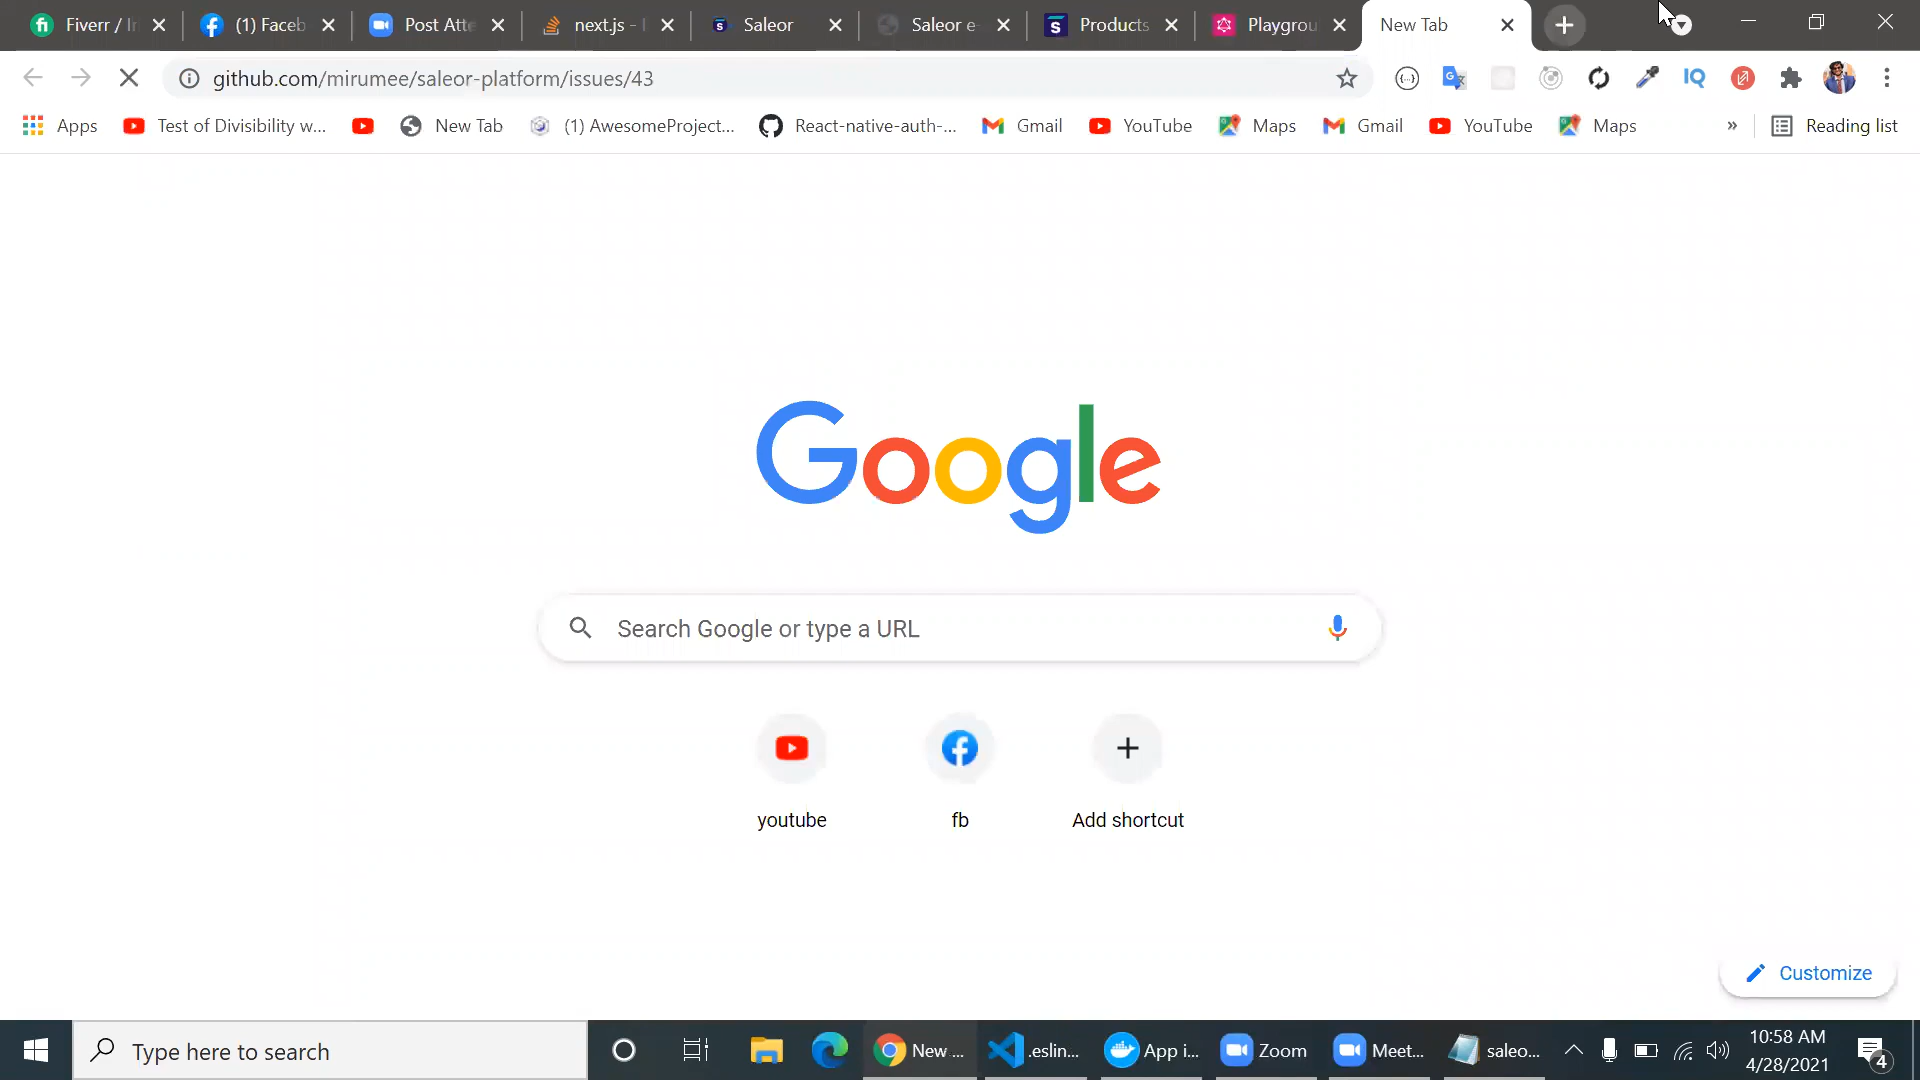 Fiverr / I
(1) Faceb
Post Atte
next.js -
Saleor
Saleor e
Products
Playgrou
New Tab
github.com/mirumee/saleor-platform/issues/43
Apps
Test of Divisibility w...
New Tab
(1) AwesomeProject...
React-native-auth-...
Gmail
YouTube
Maps
Gmail
YouTube
Maps
»
Reading list
Google
Search Google or type a URL
youtube
fb
Add shortcut
Customize
Type here to search
New ...
.eslin...
App i...
Zoom
Meet...
saleo...
10:58 AM
4/28/2021
4